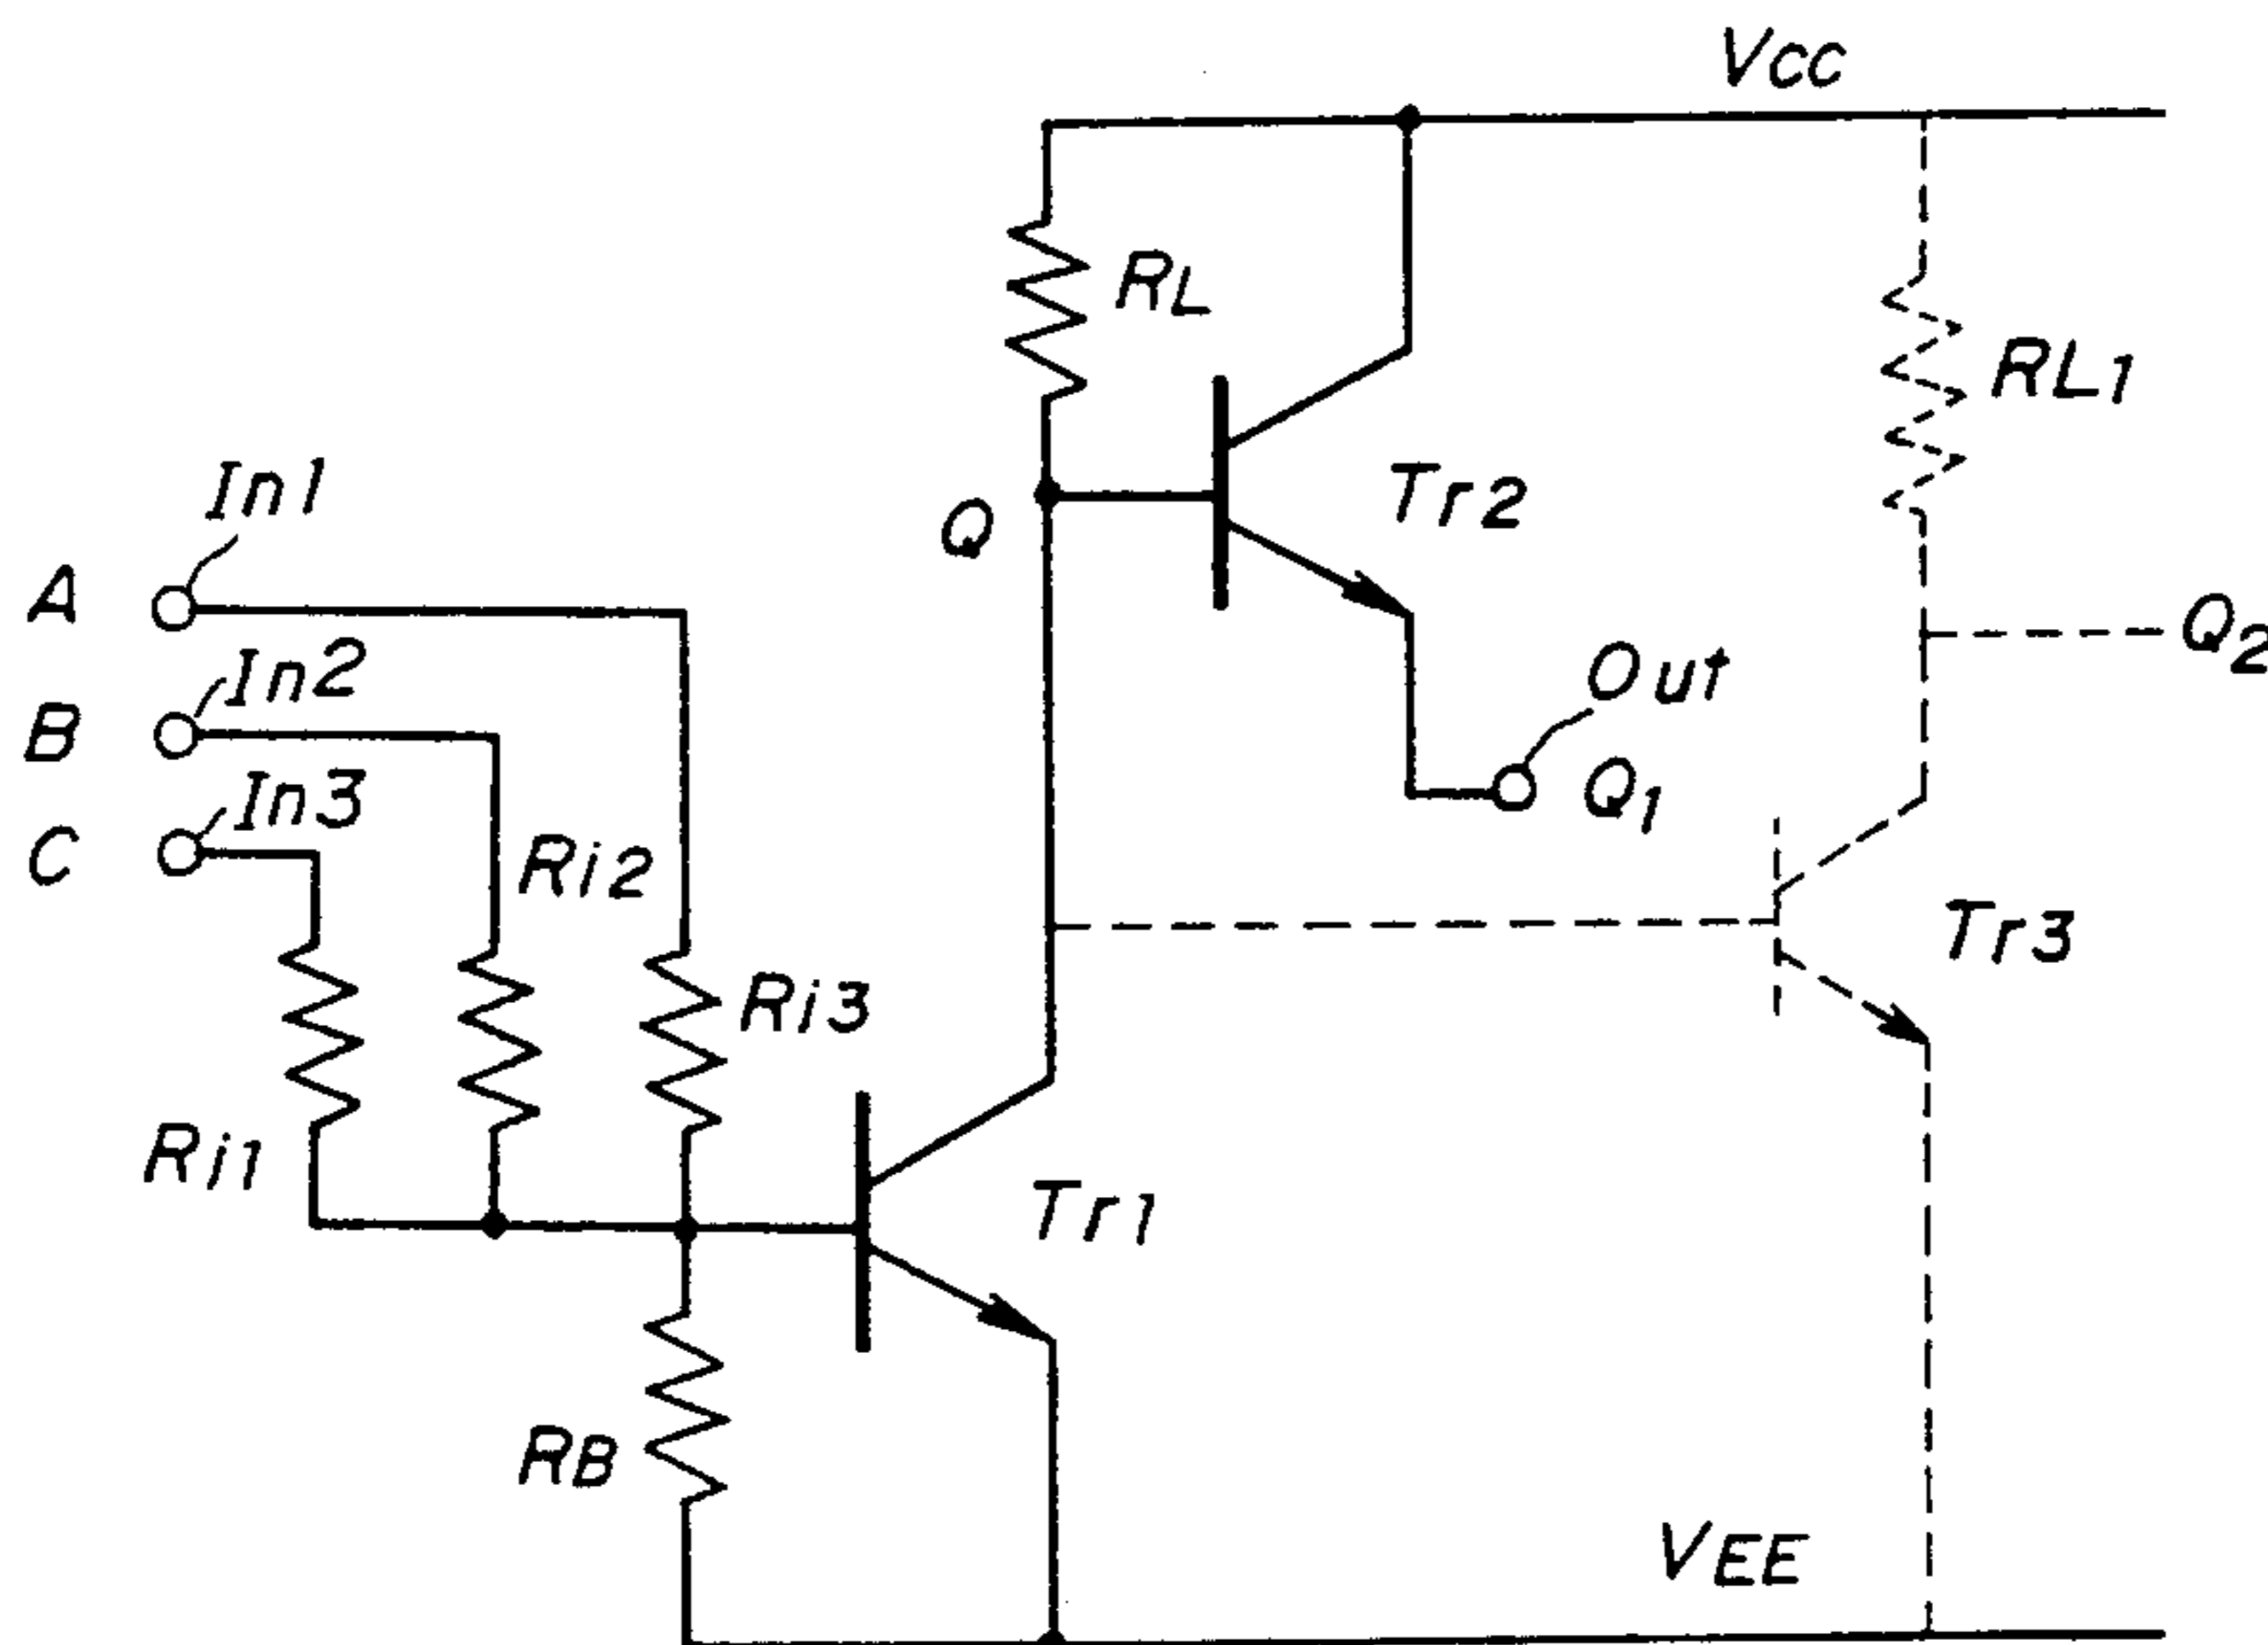 VCC
RL
RL1
In1
Q
Tr2
A
In2
Q2
Out
B
In3
Q1
C
Ri2
Tr3
Ri3
Ri1
Tr1
RB
VEE